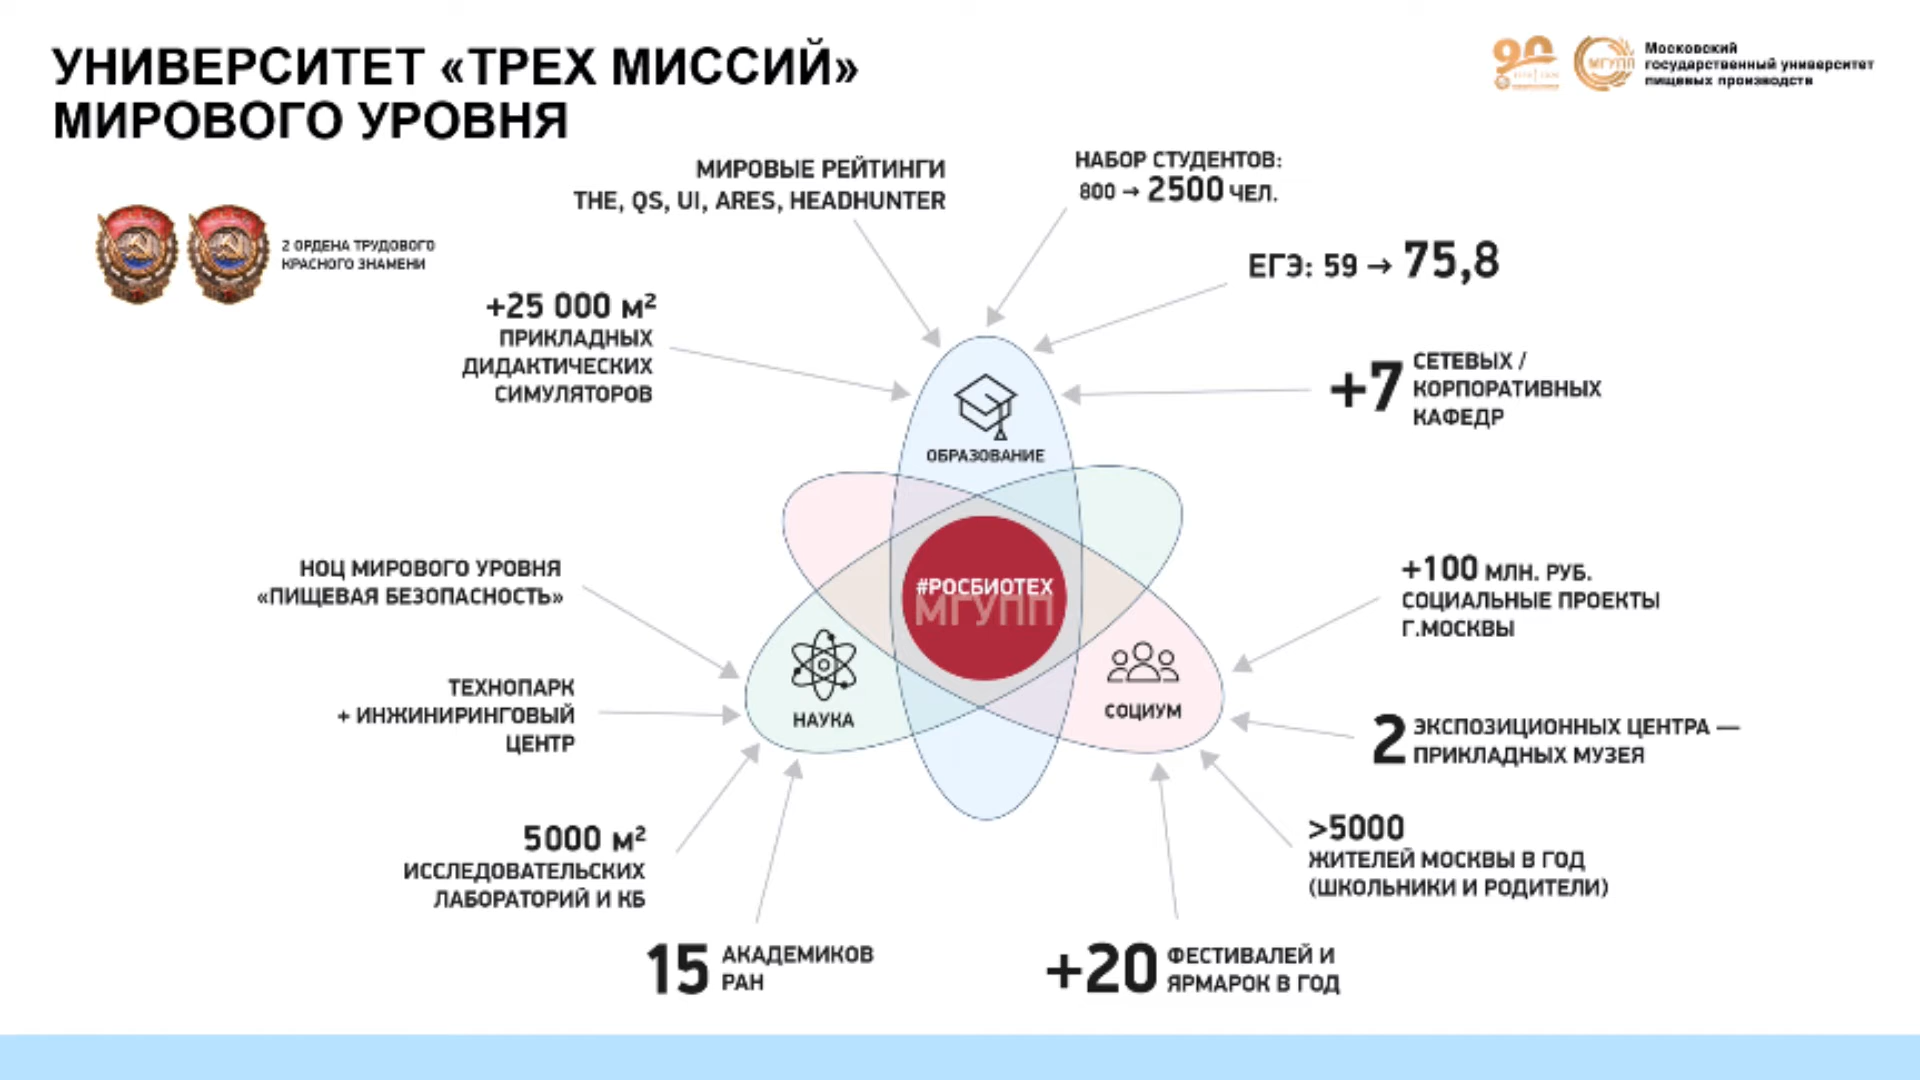 УНИВЕРСИТЕТ «ТРЕХ МИССИЙ»
МИРОВОГО УРОВНЯ
90
МГУПП
Московский
государственный университет
пищевых производств
2 ОРДЕНА ТРУДОВОГО
КРАСНОГО ЗНАМЕНИ
МИРОВЫЕ РЕЙТИНГИ
THE, QS, UI, ARES, HEADHUNTER
НАБОР СТУДЕНТОВ:
800 → 2500 ЧЕЛ.
ЕГЭ: 59 → 75,8
+25 000 м²
ПРИКЛАДНЫХ
ДИДАКТИЧЕСКИХ
СИМУЛЯТОРОВ
+7 СЕТЕВЫХ /
КОРПОРАТИВНЫХ
КАФЕДР
ОБРАЗОВАНИЕ
#РОСБИОТЕХ
МГУПП
НАУКА
СОЦИУМ
НОЦ МИРОВОГО УРОВНЯ
«ПИЩЕВАЯ БЕЗОПАСНОСТЬ»
ТЕХНОПАРК
+ ИНЖИНИРИНГОВЫЙ
ЦЕНТР
5000 м²
ИССЛЕДОВАТЕЛЬСКИХ
ЛАБОРАТОРИЙ И КБ
15 АКАДЕМИКОВ
РАН
+100 МЛН. РУБ.
СОЦИАЛЬНЫЕ ПРОЕКТЫ
Г.МОСКВЫ
2 ЭКСПОЗИЦИОННЫХ ЦЕНТРА —
ПРИКЛАДНЫХ МУЗЕЯ
>5000
ЖИТЕЛЕЙ МОСКВЫ В ГОД
(ШКОЛЬНИКИ И РОДИТЕЛИ)
+20 ФЕСТИВАЛЕЙ И
ЯРМАРОК В ГОД